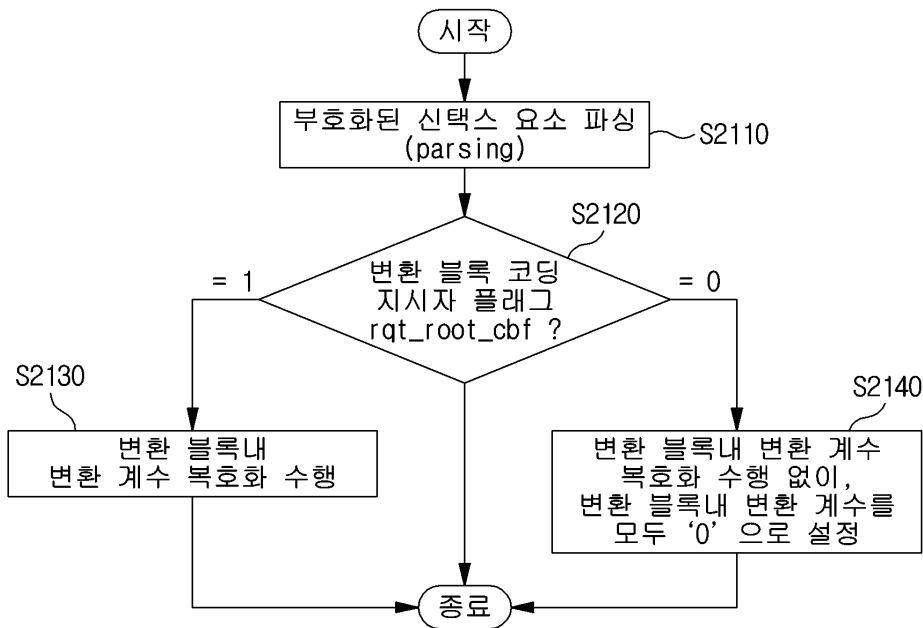 시작
부호화된 신택스 요소 파싱
(parsing)
S2110
S2120
변환 블록 코딩
지시자 플래그
rqt_root_cbf ?
= 1
= 0
S2130
변환 블록내
변환 계수 복호화 수행
S2140
변환 블록내 변환 계수
복호화 수행 없이,
변환 블록내 변환 계수를
모두 ‘0’ 으로 설정
종료